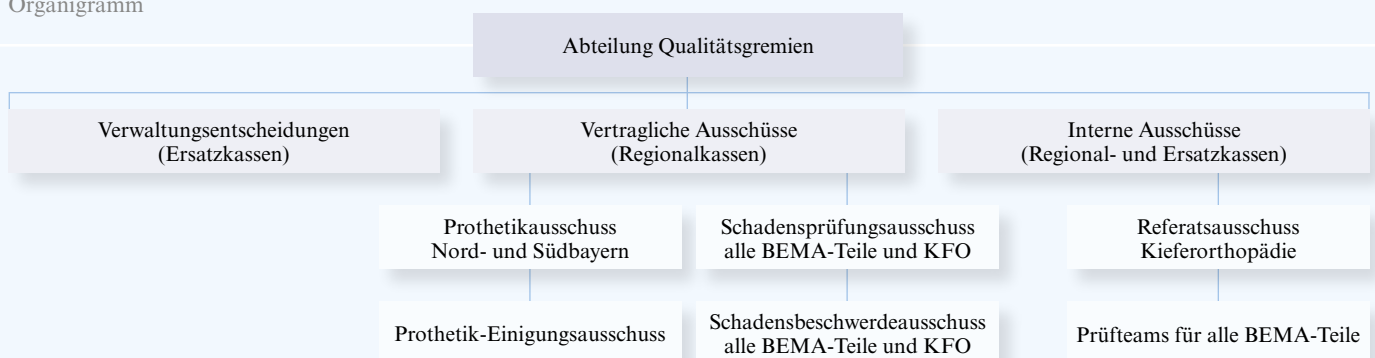 Organigramm
Abteilung Qualitätsgremien
Verwaltungsentscheidungen
(Ersatzkassen)
Vertragliche Ausschüsse
(Regionalkassen)
Interne Ausschüsse
(Regional- und Ersatzkassen)
Prothetikausschuss
Nord- und Südbayern
Schadensprüfungsausschuss
alle BEMA-Teile und KFO
Referatsausschuss
Kieferorthopädie
Prothetik-Einigungsausschuss
Schadensbeschwerdeausschuss
alle BEMA-Teile und KFO
Prüfteams für alle BEMA-Teile